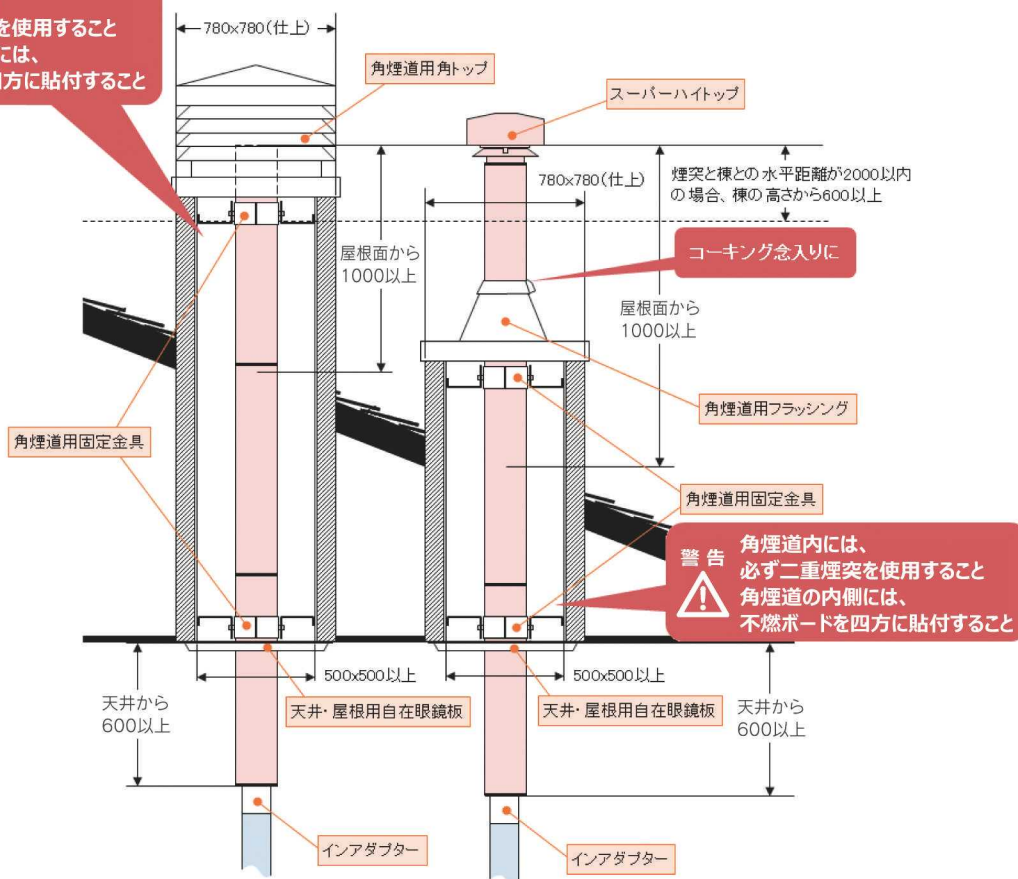 を使用すること
には、
四方に貼付すること
780x780(仕上)
角煙道用角トップ
スーパーハイトップ
煙突と棟との水平距離が2000以内
の場合、棟の高さから600以上
780x780(仕上)
屋根面から
1000以上
コーキング念入りに
屋根面から
1000以上
角煙道用フラッシング
角煙道用固定金具
角煙道用固定金具
警告
角煙道内には、
必ず二重煙突を使用すること
角煙道の内側には、
不燃ボードを四方に貼付すること
500x500以上
500x500以上
天井から
600以上
天井・屋根用自在眼鏡板
天井・屋根用自在眼鏡板
天井から
600以上
インアダプター
インアダプター